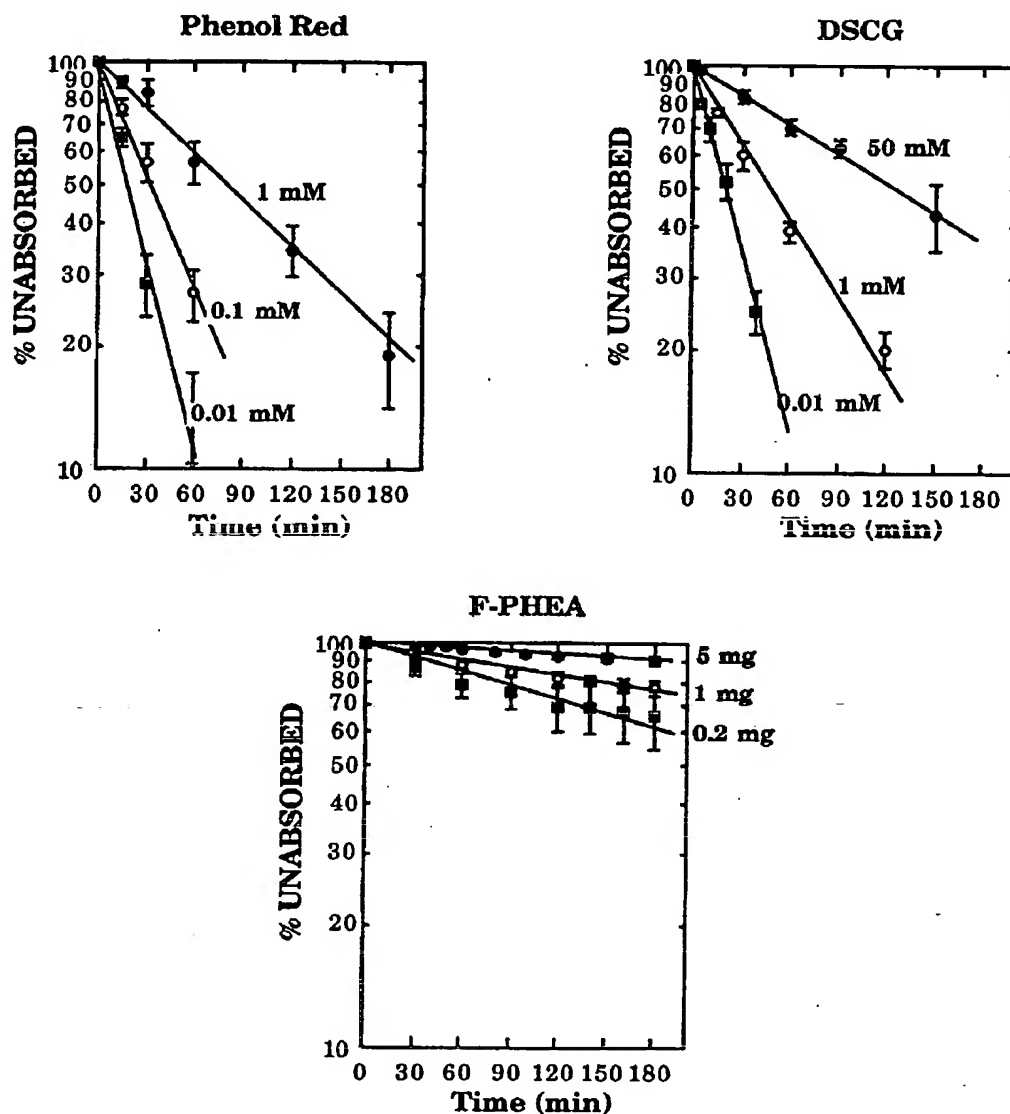 Phenol Red
% UNABSORBED
100
90
80
70
60
50
40
30
20
10
1 mM
0.1 mM
0.01 mM
0 30 60 90 120 150 180
Time (min)
DSCG
% UNABSORBED
100
90
80
70
60
50
40
30
20
10
50 mM
1 mM
0.01 mM
0 30 60 90 120 150 180
Time (min)
F-PHEA
% UNABSORBED
100
90
80
70
60
50
40
30
20
10
5 mg
1 mg
0.2 mg
0 30 60 90 120 150 180
Time (min)